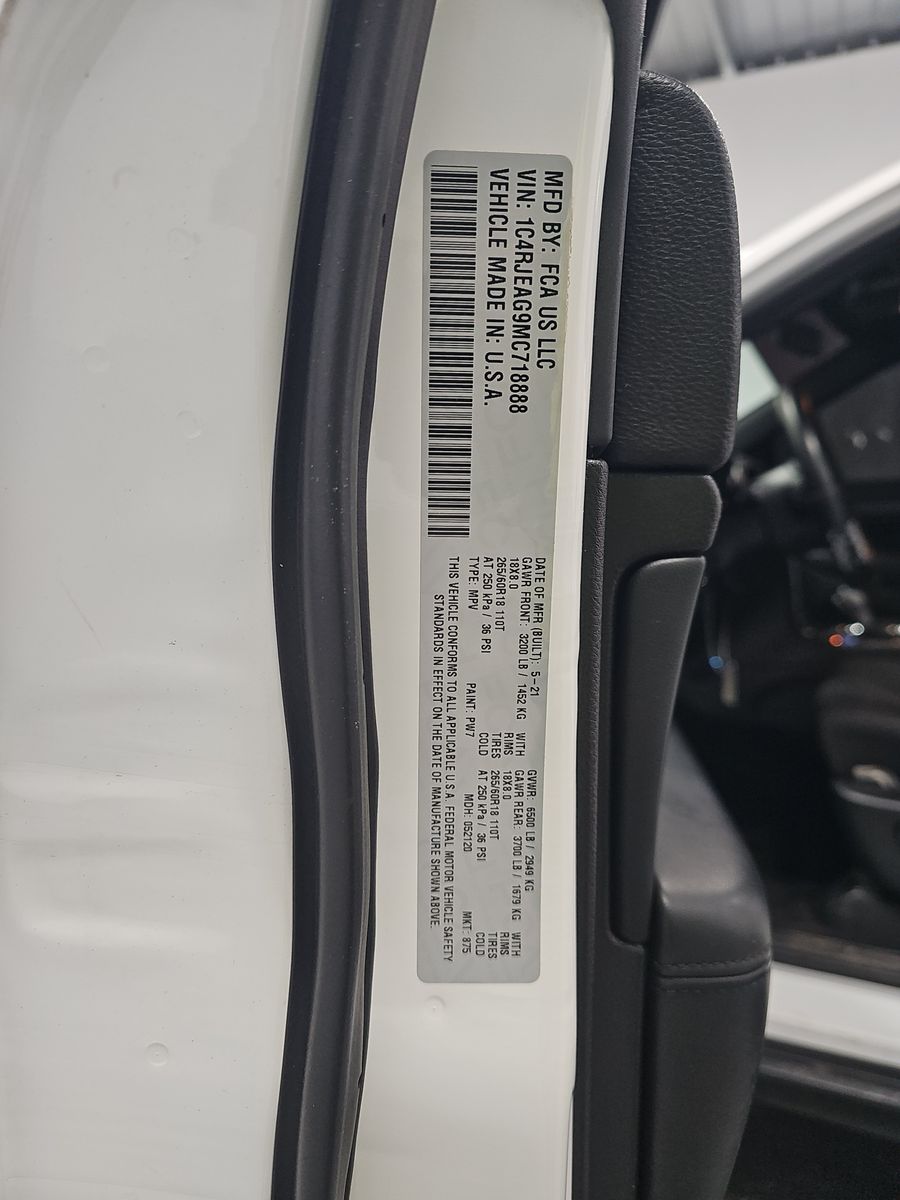 MFD BY: FCA US LLC
VIN: 1C4RJEAG9MC718888
VEHICLE MADE IN: U.S.A.
DATE OF MFR (BUILT): 5-21 GVWR: 6500 LB / 2949 KG
GAWR FRONT: 3200 LB / 1452 KG WITH GAWR REAR: 3700 LB / 1679 KG WITH
18X8.0 RIMS 18X8.0 RIMS
265/60R18 110T TIRES 265/60R18 110T TIRES
AT 250 kPa / 36 PSI COLD AT 250 kPa / 36 PSI COLD
TYPE: MPV PAINT: PW7 MDH: 052120 MKT: 875
THIS VEHICLE CONFORMS TO ALL APPLICABLE U.S.A. FEDERAL MOTOR VEHICLE SAFETY
STANDARDS IN EFFECT ON THE DATE OF MANUFACTURE SHOWN ABOVE.